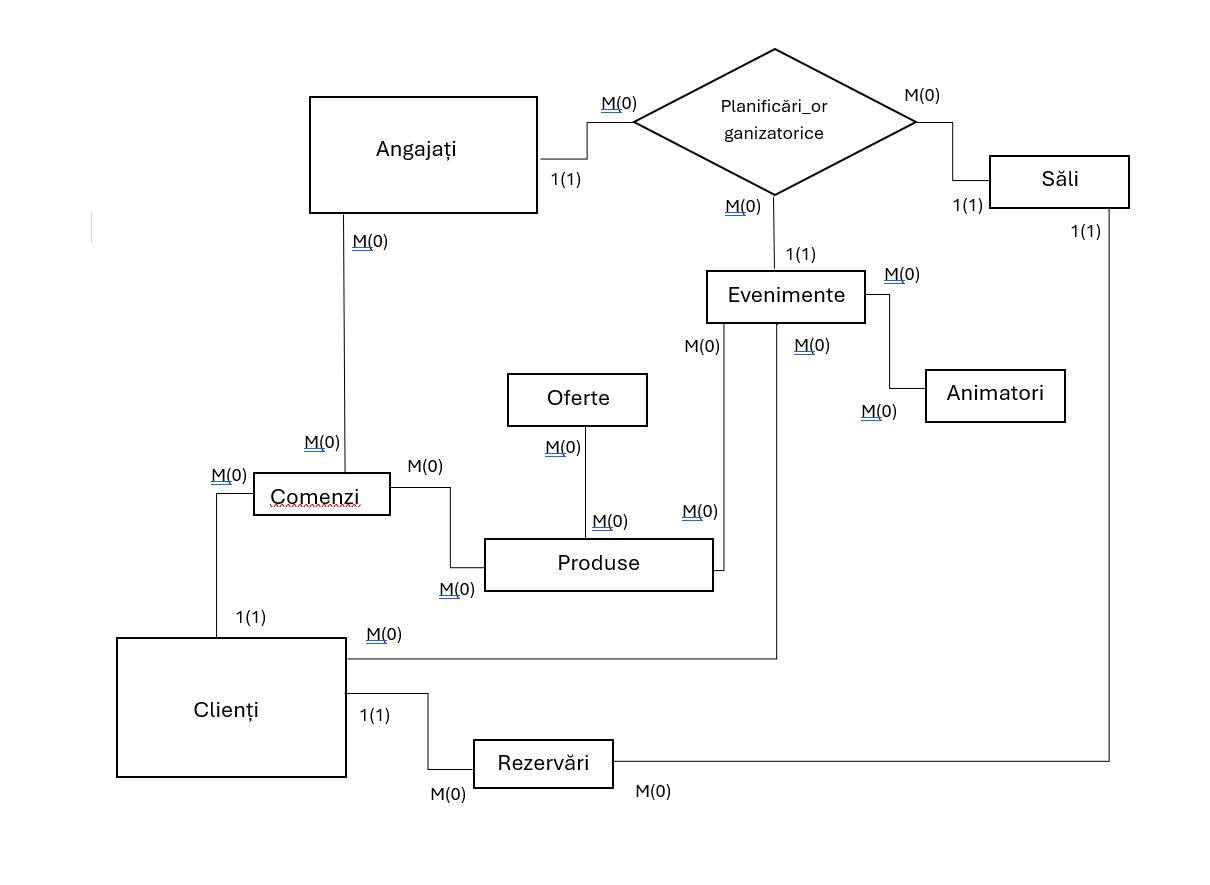 Planificări_or
ganizatorice
M(0)
M(0)
Angajați
1(1)
Săli
M(0)
1(1)
1(1)
M(0)
1(1)
Evenimente
M(0)
M(0)
M(0)
Oferte
Animatori
M(0)
M(0)
M(0)
M(0)
M(0)
Comenzi
M(0)
M(0)
Produse
M(0)
1(1)
M(0)
Clienți
1(1)
Rezervări
M(0)
M(0)